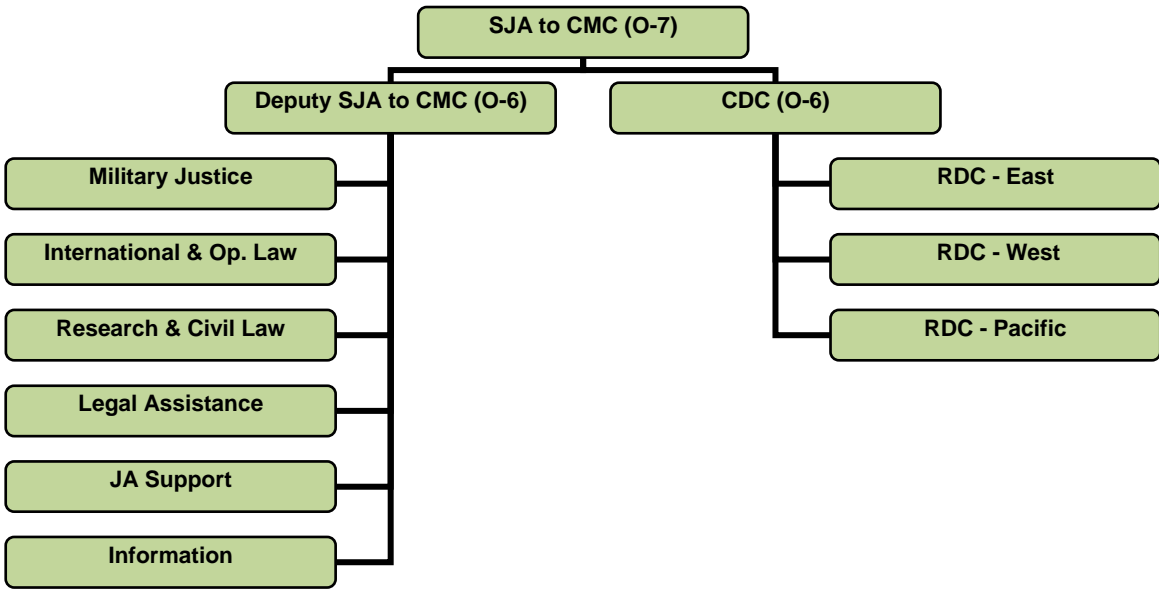 SJA to CMC (O-7)
Deputy SJA to CMC (O-6)
CDC (O-6)
Military Justice
RDC - East
International & Op. Law
RDC - West
Research & Civil Law
RDC - Pacific
Legal Assistance
JA Support
Information